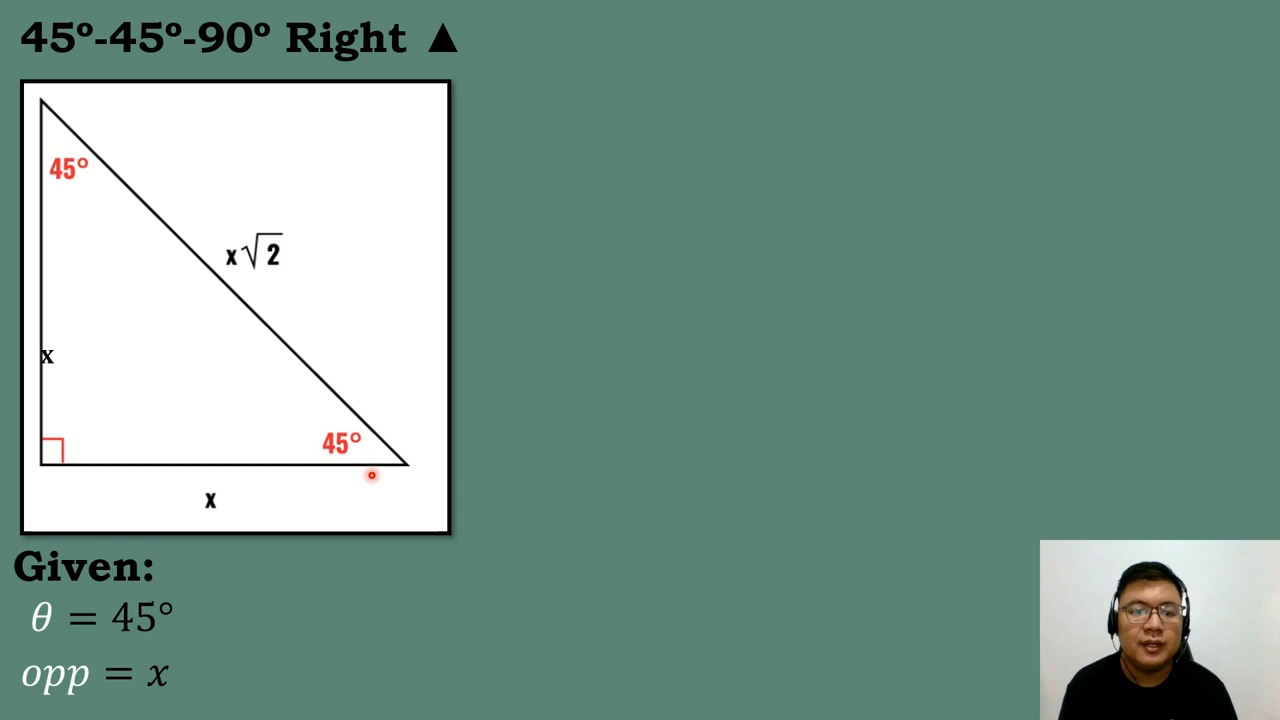 45º-45º-90º Right ▲
45°
x√2
x
45°
x
Given:
θ = 45°
opp = x